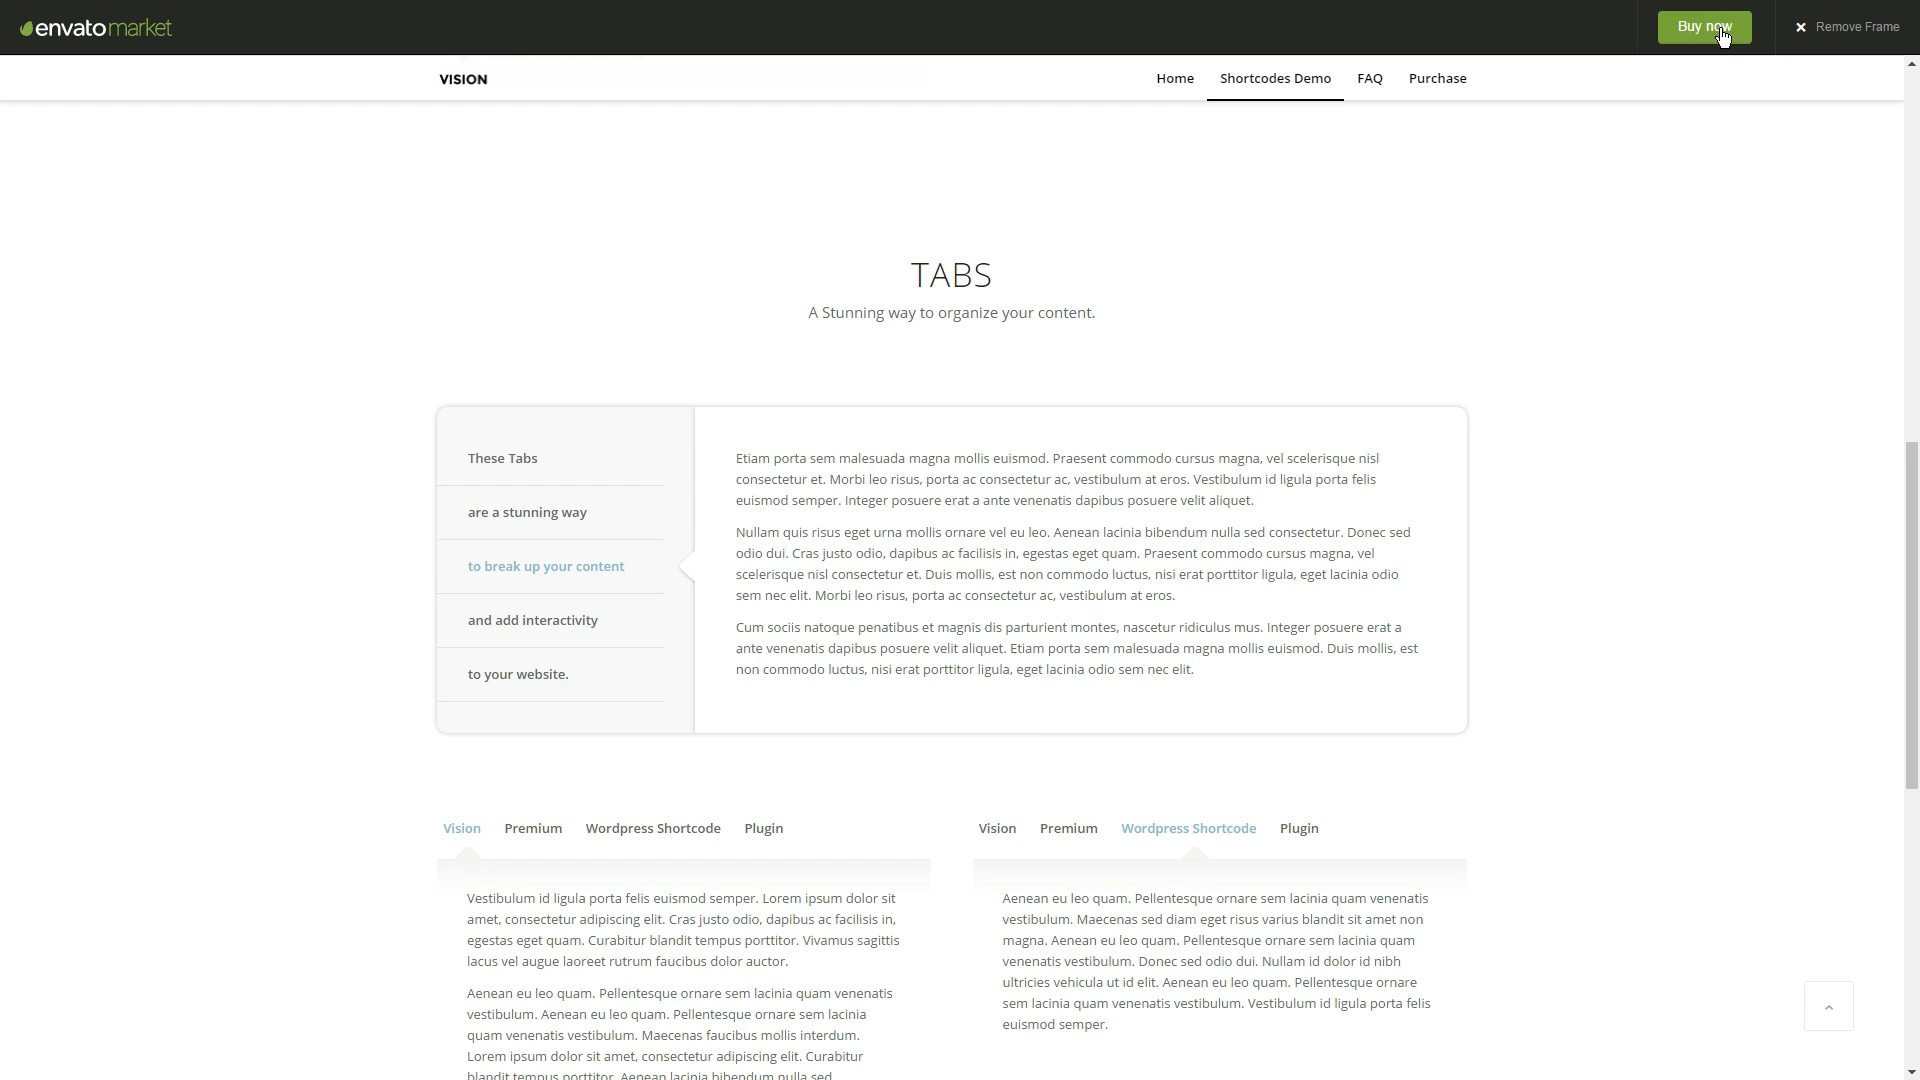 envatomarket
Buy now
Remove Frame
VISION
Home
Shortcodes Demo
FAQ
Purchase
TABS
A Stunning way to organize your content.
These Tabs
are a stunning way
to break up your content
and add interactivity
to your website.
Etiam porta sem malesuada magna mollis euismod. Praesent commodo cursus magna, vel scelerisque nisl
consectetur et. Morbi leo risus, porta ac consectetur ac, vestibulum at eros. Vestibulum id ligula porta felis
euismod semper. Integer posuere erat a ante venenatis dapibus posuere velit aliquet.
Nullam quis risus eget urna mollis ornare vel eu leo. Aenean lacinia bibendum nulla sed consectetur. Donec sed
odio dui. Cras justo odio, dapibus ac facilisis in, egestas eget quam. Praesent commodo cursus magna, vel
scelerisque nisl consectetur et. Duis mollis, est non commodo luctus, nisi erat porttitor ligula, eget lacinia odio
sem nec elit. Morbi leo risus, porta ac consectetur ac, vestibulum at eros.
Cum sociis natoque penatibus et magnis dis parturient montes, nascetur ridiculus mus. Integer posuere erat a
ante venenatis dapibus posuere velit aliquet. Etiam porta sem malesuada magna mollis euismod. Duis mollis, est
non commodo luctus, nisi erat porttitor ligula, eget lacinia odio sem nec elit.
Vision
Premium
Wordpress Shortcode
Plugin
Vestibulum id ligula porta felis euismod semper. Lorem ipsum dolor sit
amet, consectetur adipiscing elit. Cras justo odio, dapibus ac facilisis in,
egestas eget quam. Curabitur blandit tempus porttitor. Vivamus sagittis
lacus vel augue laoreet rutrum faucibus dolor auctor.
Aenean eu leo quam. Pellentesque ornare sem lacinia quam venenatis
vestibulum. Aenean eu leo quam. Pellentesque ornare sem lacinia
quam venenatis vestibulum. Maecenas faucibus mollis interdum.
Lorem ipsum dolor sit amet, consectetur adipiscing elit. Curabitur
blandit tempus porttitor. Aenean lacinia bibendum nulla sed
Vision
Premium
Wordpress Shortcode
Plugin
Aenean eu leo quam. Pellentesque ornare sem lacinia quam venenatis
vestibulum. Maecenas sed diam eget risus varius blandit sit amet non
magna. Aenean eu leo quam. Pellentesque ornare sem lacinia quam
venenatis vestibulum. Donec sed odio dui. Nullam id dolor id nibh
ultricies vehicula ut id elit. Aenean eu leo quam. Pellentesque ornare
sem lacinia quam venenatis vestibulum. Vestibulum id ligula porta felis
euismod semper.